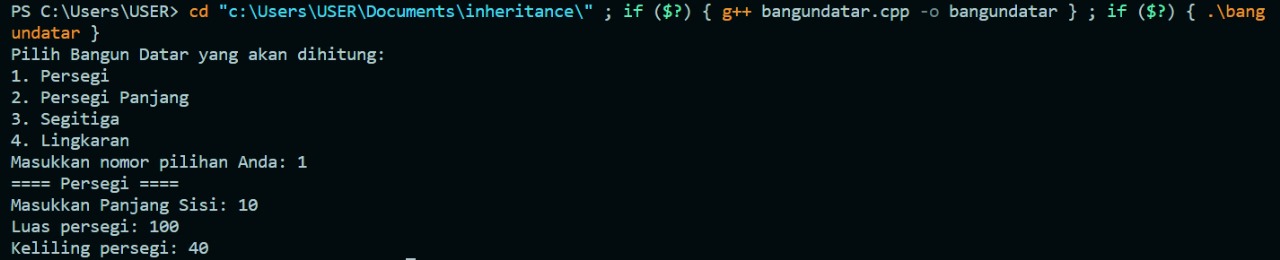 PS C:\Users\USER> cd "c:\Users\USER\Documents\inheritance\" ; if ($?) { g++ bangundatar.cpp -o bangundatar } ; if ($?) { .\bang
undatar }
Pilih Bangun Datar yang akan dihitung:
1. Persegi
2. Persegi Panjang
3. Segitiga
4. Lingkaran
Masukkan nomor pilihan Anda: 1
==== Persegi ====
Masukkan Panjang Sisi: 10
Luas persegi: 100
Keliling persegi: 40